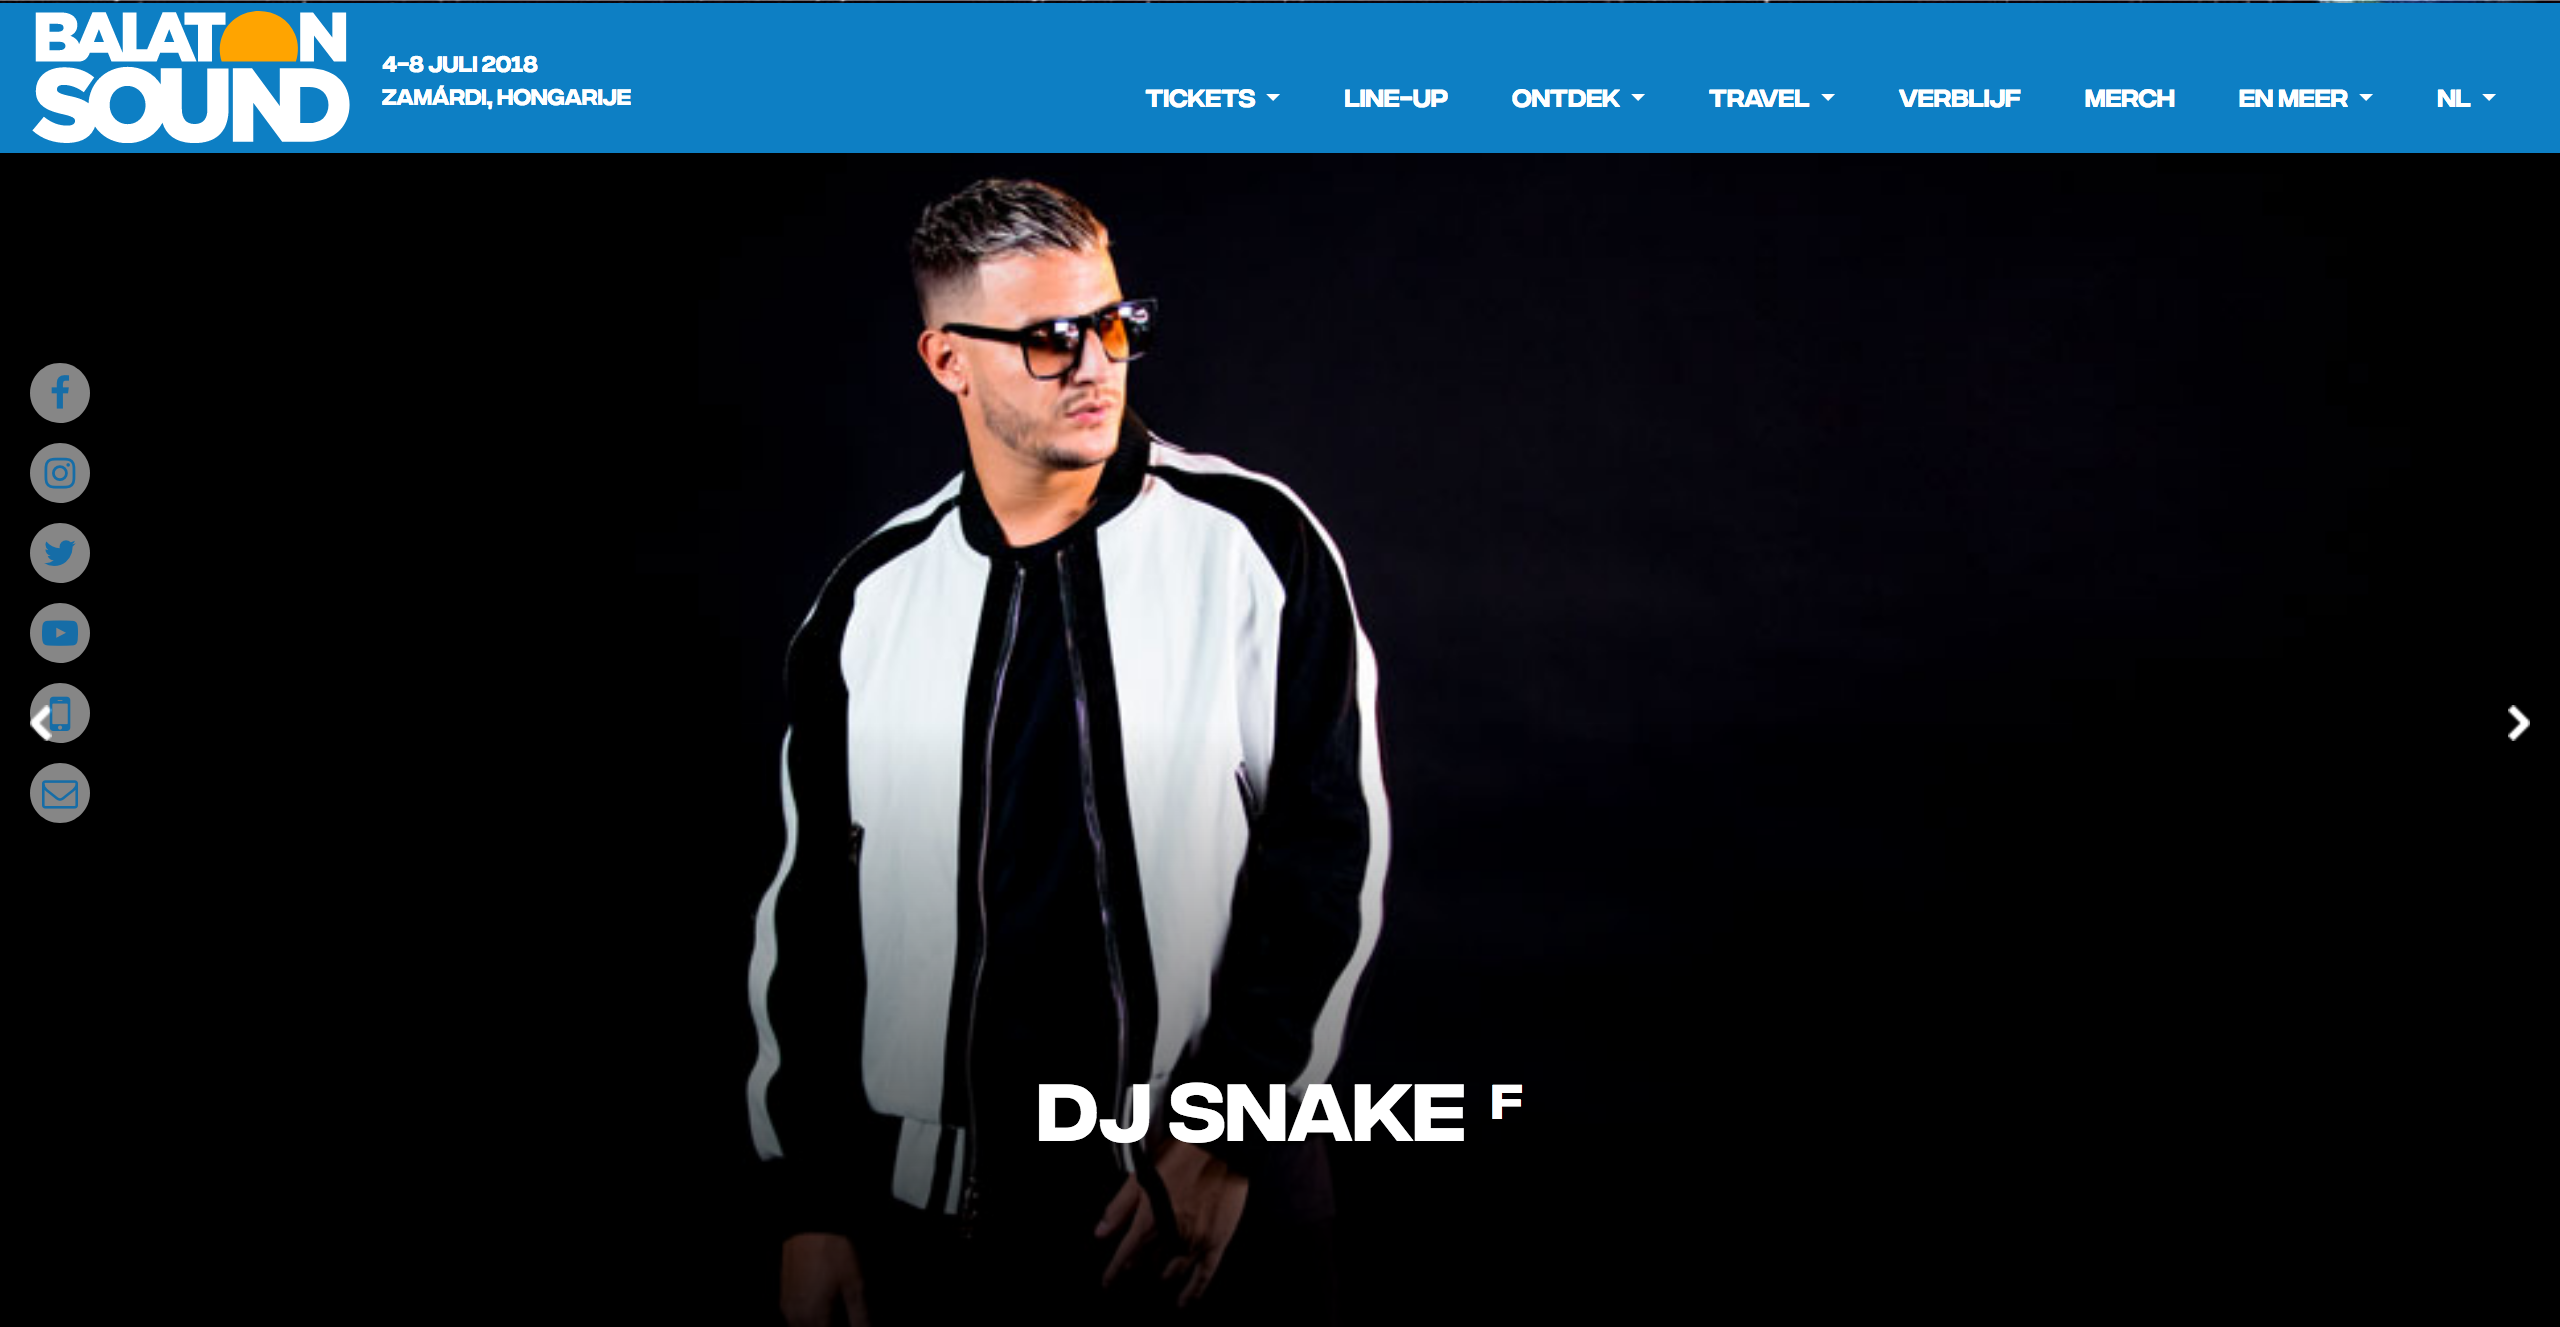 BALATON
SOUND
4-8 JULI 2018
ZAMÁRDI, HONGARIJE
TICKETS
LINE-UP
ONTDEK
TRAVEL
VERBLIJF
MERCH
EN MEER
NL
DJ SNAKE F